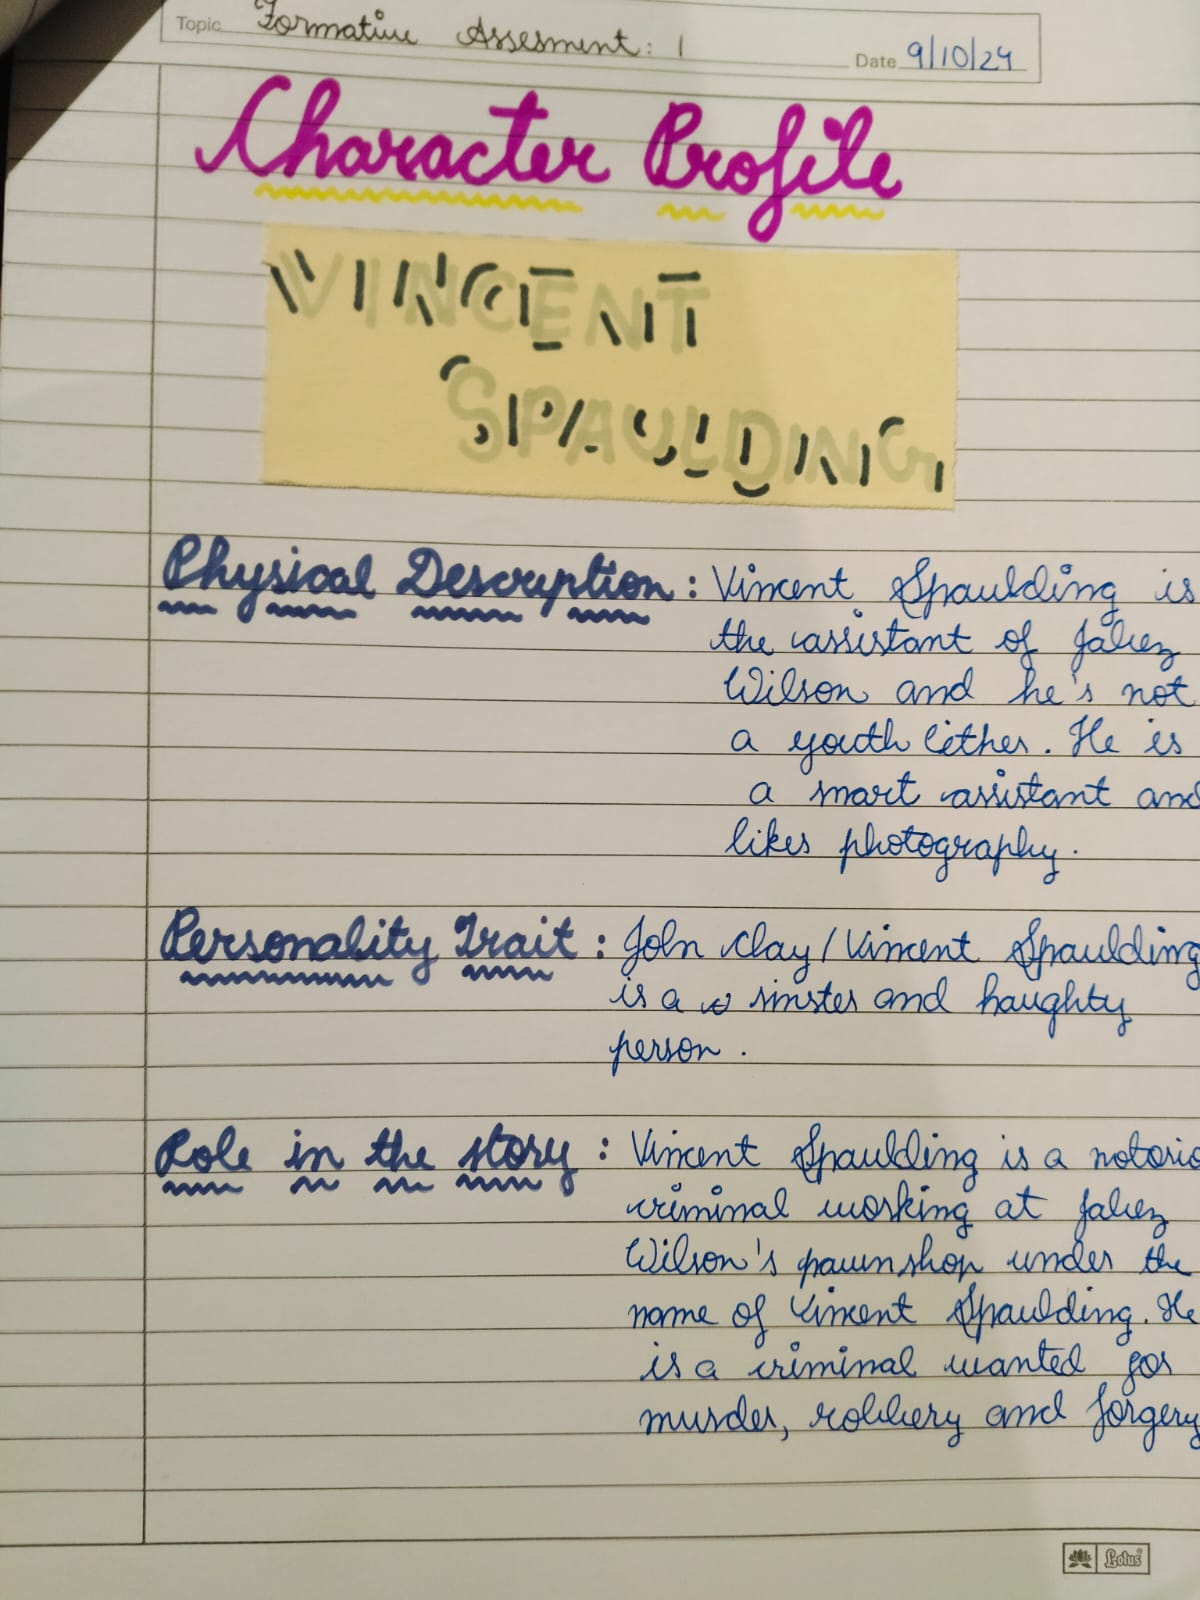 Topic Formative Assesment: 1
Date 9/10/24
Character Profile
VINCENT
SPAULDING
Physical Description: Vincent Spaulding is
the assistant of Jabez
Wilson and he's not
a youth either. He is
a smart assistant and
likes photography.
Personality Trait: John Clay/Vincent Spaulding
is a sinster and haughty
person.
Role in the story: Vincent Spaulding is a notorio
criminal working at Jabez
Wilson's pawnshop under the
name of Vincent Spaulding. He
is a criminal wanted for
murder, robbery and forgery
Lotus